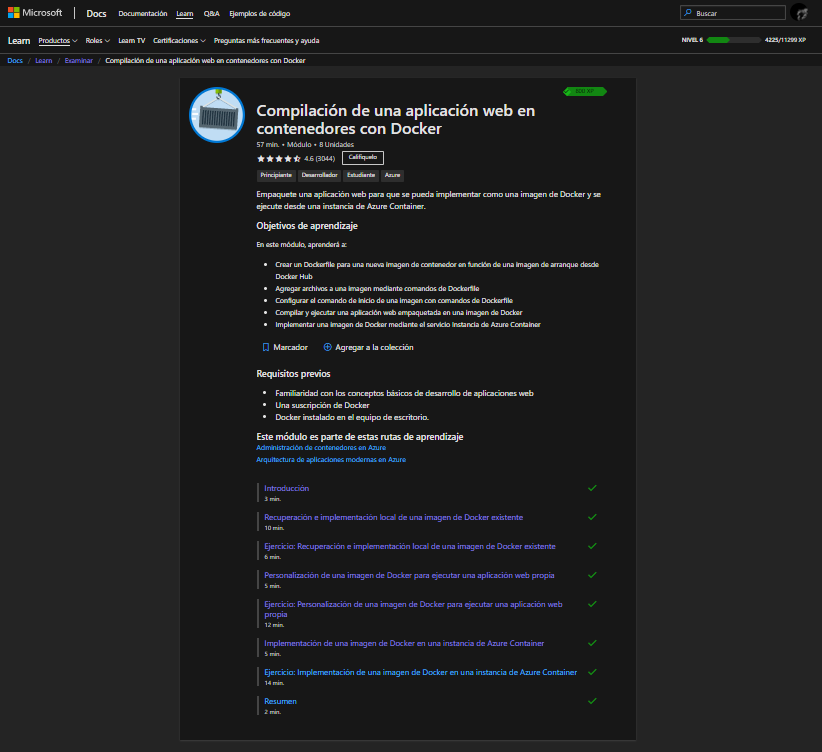 Microsoft
Docs Documentación Learn Q&A Ejemplos de código
Buscar
Learn Productos Roles Learn TV Certificaciones Preguntas más frecuentes y ayuda
NIVEL 6 4225/11299 XP
Docs / Learn / Examinar / Compilación de una aplicación web en contenedores con Docker
800 XP
Compilación de una aplicación web en
contenedores con Docker
57 min. • Módulo • 8 Unidades
4.6 (3044) Califíquelo
Principiante Desarrollador Estudiante Azure
Empaquete una aplicación web para que se pueda implementar como una imagen de Docker y se
ejecute desde una instancia de Azure Container.
Objetivos de aprendizaje
En este módulo, aprenderá a:
• Crear un Dockerfile para una nueva imagen de contenedor en función de una imagen de arranque desde
Docker Hub
• Agregar archivos a una imagen mediante comandos de Dockerfile
• Configurar el comando de inicio de una imagen con comandos de Dockerfile
• Compilar y ejecutar una aplicación web empaquetada en una imagen de Docker
• Implementar una imagen de Docker mediante el servicio Instancia de Azure Container
Marcador Agregar a la colección
Requisitos previos
• Familiaridad con los conceptos básicos de desarrollo de aplicaciones web
• Una suscripción de Docker
• Docker instalado en el equipo de escritorio.
Este módulo es parte de estas rutas de aprendizaje
Administración de contenedores en Azure
Arquitectura de aplicaciones modernas en Azure
Introducción
3 min.
Recuperación e implementación local de una imagen de Docker existente
10 min.
Ejercicio: Recuperación e implementación local de una imagen de Docker existente
6 min.
Personalización de una imagen de Docker para ejecutar una aplicación web propia
5 min.
Ejercicio: Personalización de una imagen de Docker para ejecutar una aplicación web
propia
12 min.
Implementación de una imagen de Docker en una instancia de Azure Container
5 min.
Ejercicio: Implementación de una imagen de Docker en una instancia de Azure Container
14 min.
Resumen
2 min.